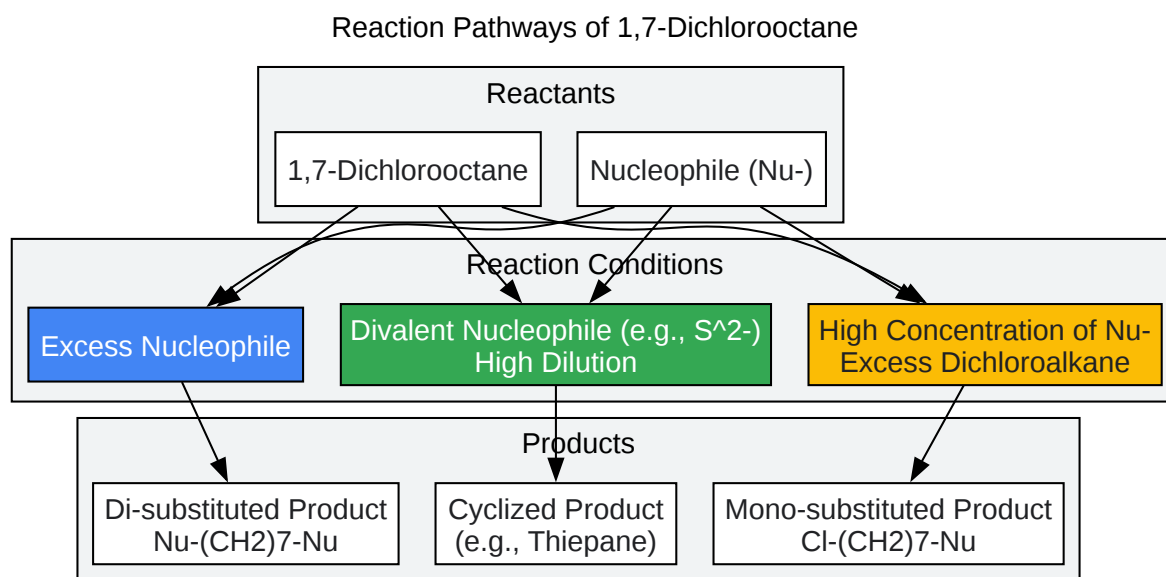 Reaction Pathways of 1,7-Dichlorooctane
Reactants
1,7-Dichlorooctane
Nucleophile (Nu-)
Reaction Conditions
Excess Nucleophile
Divalent Nucleophile (e.g., S^2-)
High Dilution
High Concentration of Nu-
Excess Dichloroalkane
Products
Di-substituted Product
Nu-(CH2)7-Nu
Cyclized Product
(e.g., Thiepane)
Mono-substituted Product
Cl-(CH2)7-Nu